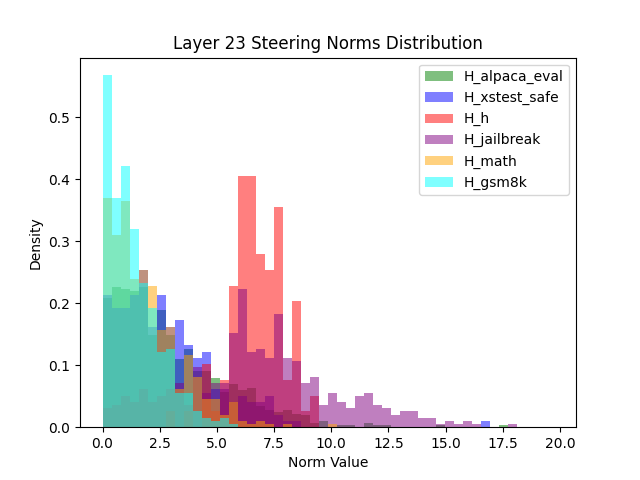 Layer 23 Steering Norms Distribution
H_alpaca_eval
H_xstest_safe
H_h
H_jailbreak
H_math
H_gsm8k
Density
0.5
0.4
0.3
0.2
0.1
0.0
0.0 2.5 5.0 7.5 10.0 12.5 15.0 17.5 20.0
Norm Value